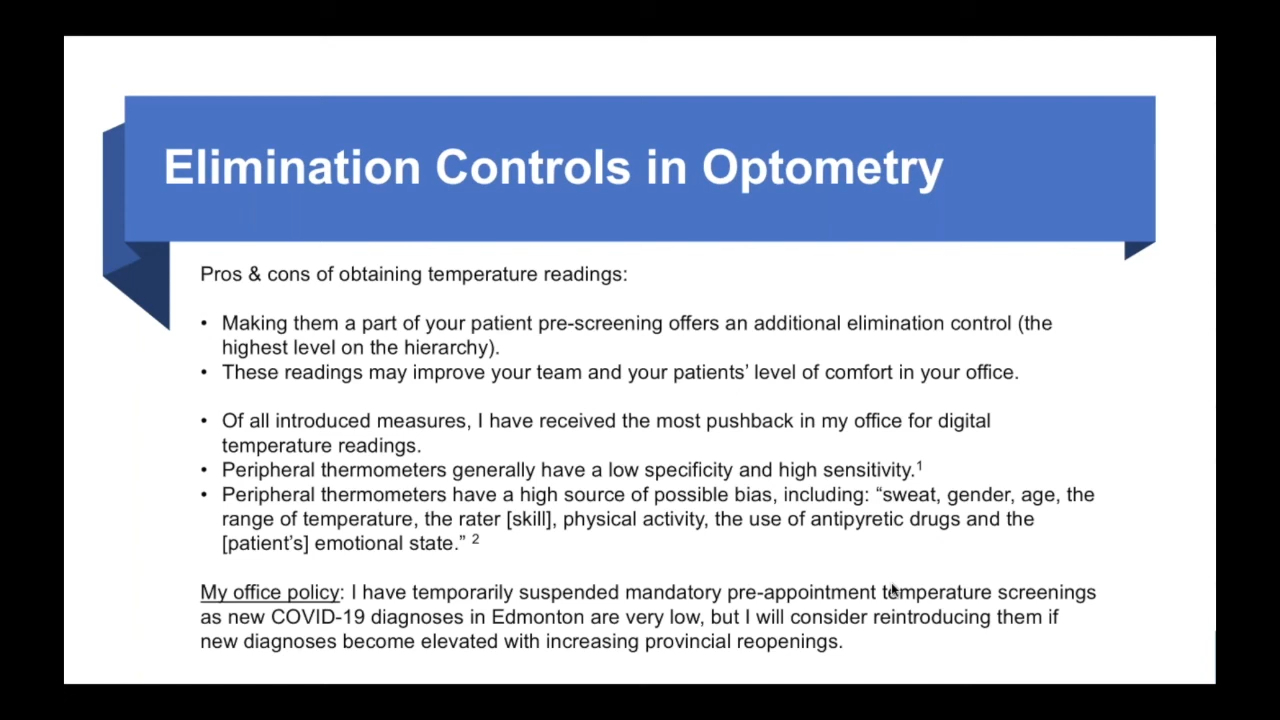 Elimination Controls in Optometry
Pros & cons of obtaining temperature readings:
• Making them a part of your patient pre-screening offers an additional elimination control (the
highest level on the hierarchy).
• These readings may improve your team and your patients’ level of comfort in your office.
• Of all introduced measures, I have received the most pushback in my office for digital
temperature readings.
• Peripheral thermometers generally have a low specificity and high sensitivity.¹
• Peripheral thermometers have a high source of possible bias, including: “sweat, gender, age, the
range of temperature, the rater [skill], physical activity, the use of antipyretic drugs and the
[patient’s] emotional state.” ²
My office policy: I have temporarily suspended mandatory pre-appointment temperature screenings
as new COVID-19 diagnoses in Edmonton are very low, but I will consider reintroducing them if
new diagnoses become elevated with increasing provincial reopenings.